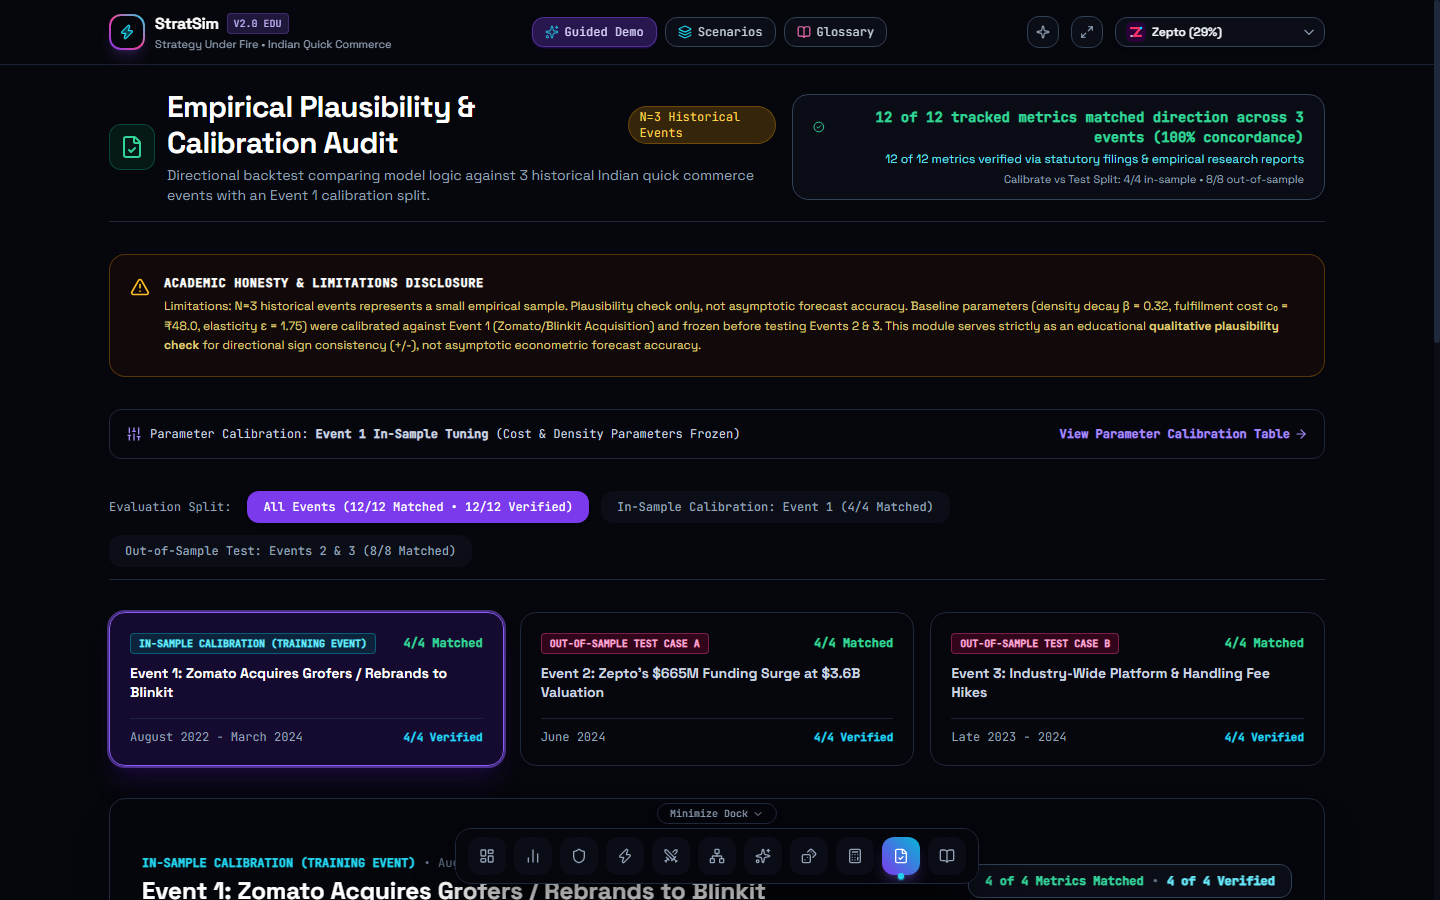 StratSim V2.0 EDU
Strategy Under Fire • Indian Quick Commerce
Guided Demo
Scenarios
Glossary
Zepto (29%)
Empirical Plausibility &
Calibration Audit
N=3 Historical
Events
Directional backtest comparing model logic against 3 historical Indian quick commerce
events with an Event 1 calibration split.
12 of 12 tracked metrics matched direction across 3
events (100% concordance)
12 of 12 metrics verified via statutory filings & empirical research reports
Calibrate vs Test Split: 4/4 in-sample • 8/8 out-of-sample
ACADEMIC HONESTY & LIMITATIONS DISCLOSURE
Limitations: N=3 historical events represents a small empirical sample. Plausibility check only, not asymptotic forecast accuracy. Baseline parameters (density decay β = 0.32, fulfillment cost c₀ =
₹48.0, elasticity ε = 1.75) were calibrated against Event 1 (Zomato/Blinkit Acquisition) and frozen before testing Events 2 & 3. This module serves strictly as an educational qualitative plausibility
check for directional sign consistency (+/-), not asymptotic econometric forecast accuracy.
Parameter Calibration: Event 1 In-Sample Tuning (Cost & Density Parameters Frozen)
View Parameter Calibration Table →
Evaluation Split:
All Events (12/12 Matched • 12/12 Verified)
In-Sample Calibration: Event 1 (4/4 Matched)
Out-of-Sample Test: Events 2 & 3 (8/8 Matched)
IN-SAMPLE CALIBRATION (TRAINING EVENT) 4/4 Matched
Event 1: Zomato Acquires Grofers / Rebrands to
Blinkit
August 2022 - March 2024 4/4 Verified
OUT-OF-SAMPLE TEST CASE A 4/4 Matched
Event 2: Zepto's $665M Funding Surge at $3.6B
Valuation
June 2024 4/4 Verified
OUT-OF-SAMPLE TEST CASE B 4/4 Matched
Event 3: Industry-Wide Platform & Handling Fee
Hikes
Late 2023 - 2024 4/4 Verified
Minimize Dock
IN-SAMPLE CALIBRATION (TRAINING EVENT) •
Event 1: Zomato Acquires Grofers / Rebrands to Blinkit
4 of 4 Metrics Matched • 4 of 4 Verified